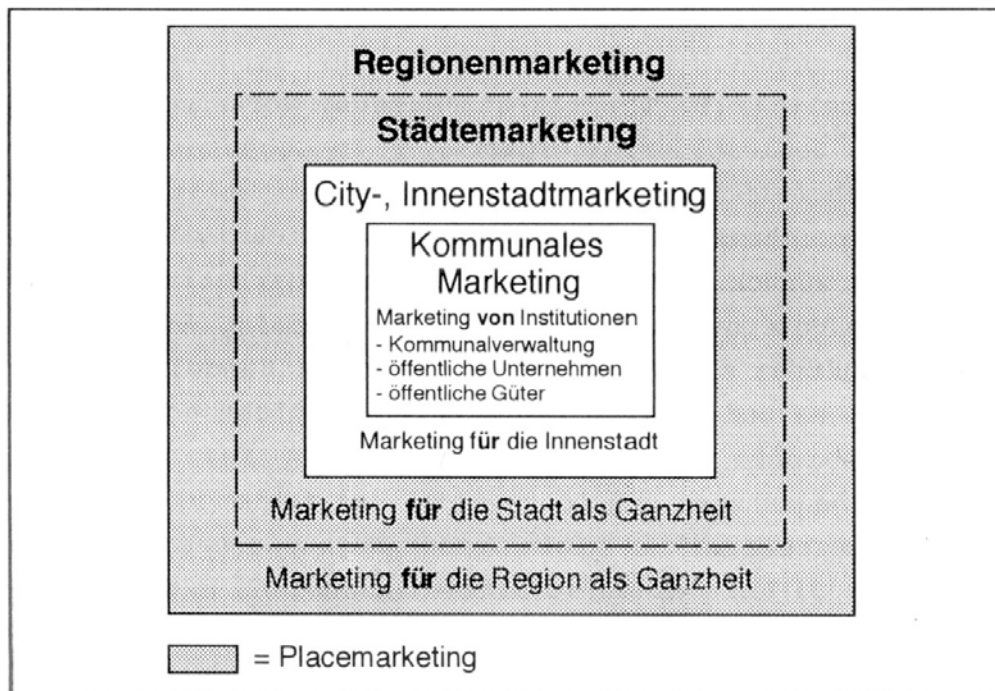 Regionenmarketing
Städtemarketing
City-, Innenstadtmarketing
Kommunales
Marketing
Marketing von Institutionen
- Kommunalverwaltung
- öffentliche Unternehmen
- öffentliche Güter
Marketing für die Innenstadt
Marketing für die Stadt als Ganzheit
Marketing für die Region als Ganzheit
= Placemarketing